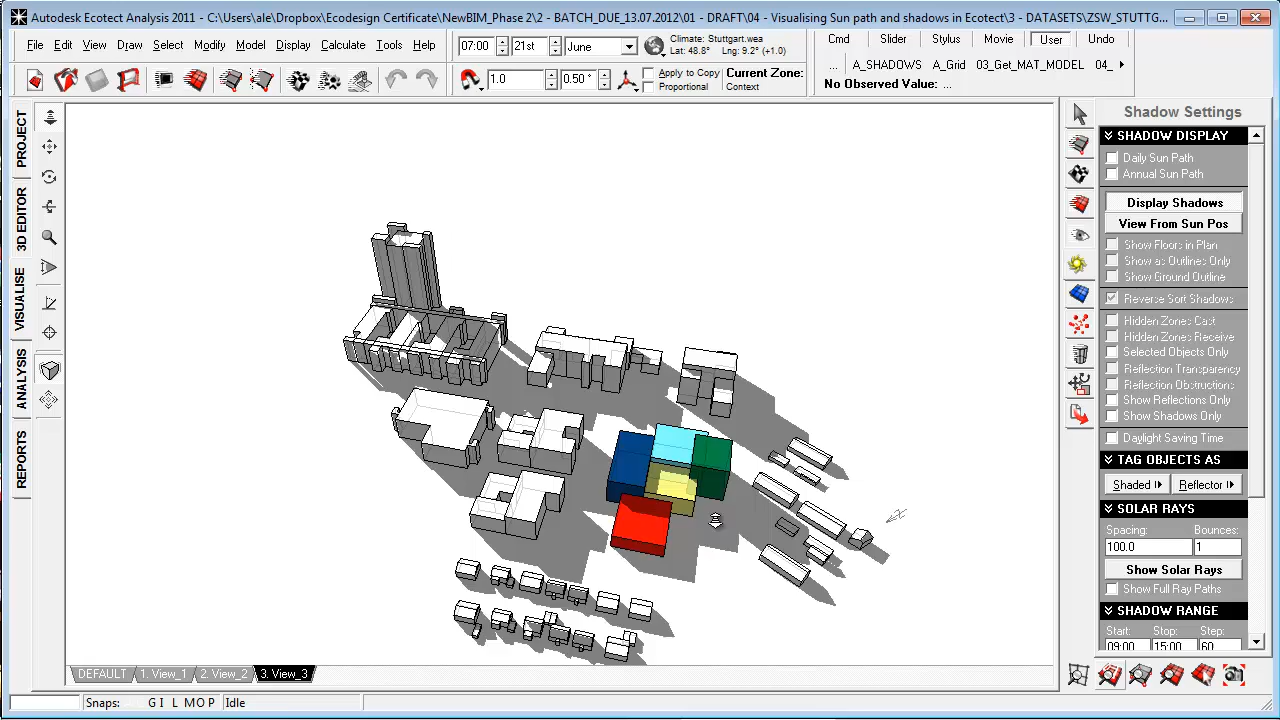 Autodesk Ecotect Analysis 2011 - C:\Users\ale\Dropbox\Ecodesign Certificate\NewBIM_Phase 2\2 - BATCH_DUE_13.07.2012\01 - DRAFT\04 - Visualising Sun path and shadows in Ecotect\3 - DATASETS\ZSW_STUTTG...
File Edit View Draw Select Modify Model Display Calculate Tools Help
07:00 21st June
Climate: Stuttgart.wea
Lat: 48.8° Lng: 9.2° (+1.0)
Cmd Slider Stylus Movie User Undo
... A_SHADOWS A_Grid 03_Get_MAT_MODEL 04_
No Observed Value: ...
1.0 0.50 °
Apply to Copy
Proportional
Current Zone:
Context
PROJECT
3D EDITOR
VISUALISE
ANALYSIS
REPORTS
Shadow Settings
SHADOW DISPLAY
Daily Sun Path
Annual Sun Path
Display Shadows
View From Sun Pos
Show Floors in Plan
Show as Outlines Only
Show Ground Outline
Reverse Sort Shadows
Hidden Zones Cast
Hidden Zones Receive
Selected Objects Only
Reflection Transparency
Reflection Obstructions
Show Reflections Only
Show Shadows Only
Daylight Saving Time
TAG OBJECTS AS
Shaded Reflector
SOLAR RAYS
Spacing: Bounces:
100.0 1
Show Solar Rays
Show Full Ray Paths
SHADOW RANGE
Start: Stop: Step:
09:00 15:00 60
DEFAULT 1. View_1 2. View_2 3. View_3
Snaps: G I L M O P Idle